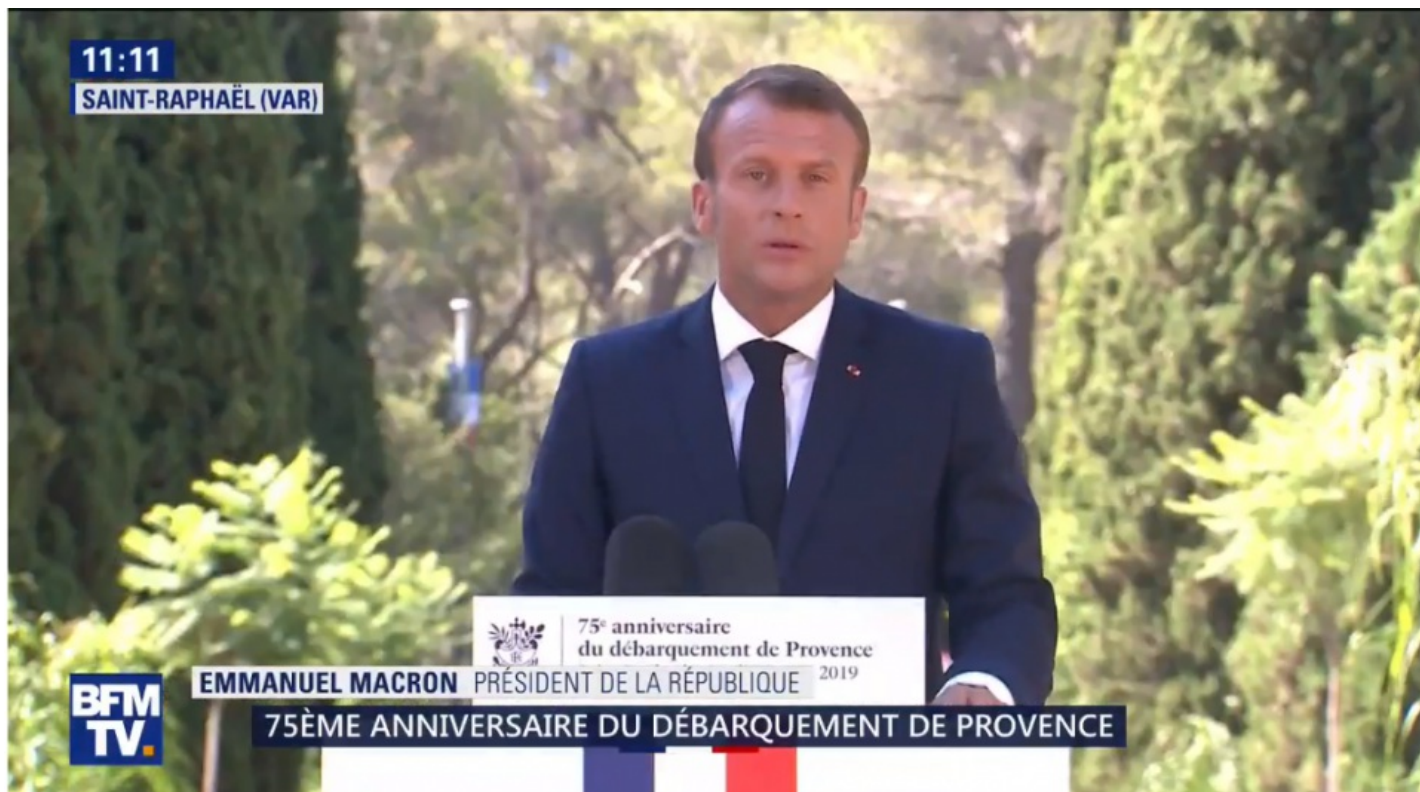 11:11
SAINT-RAPHAËL (VAR)
75e anniversaire
du débarquement de Provence
2019
EMMANUEL MACRON PRÉSIDENT DE LA RÉPUBLIQUE
75ÈME ANNIVERSAIRE DU DÉBARQUEMENT DE PROVENCE
BFM
TV.